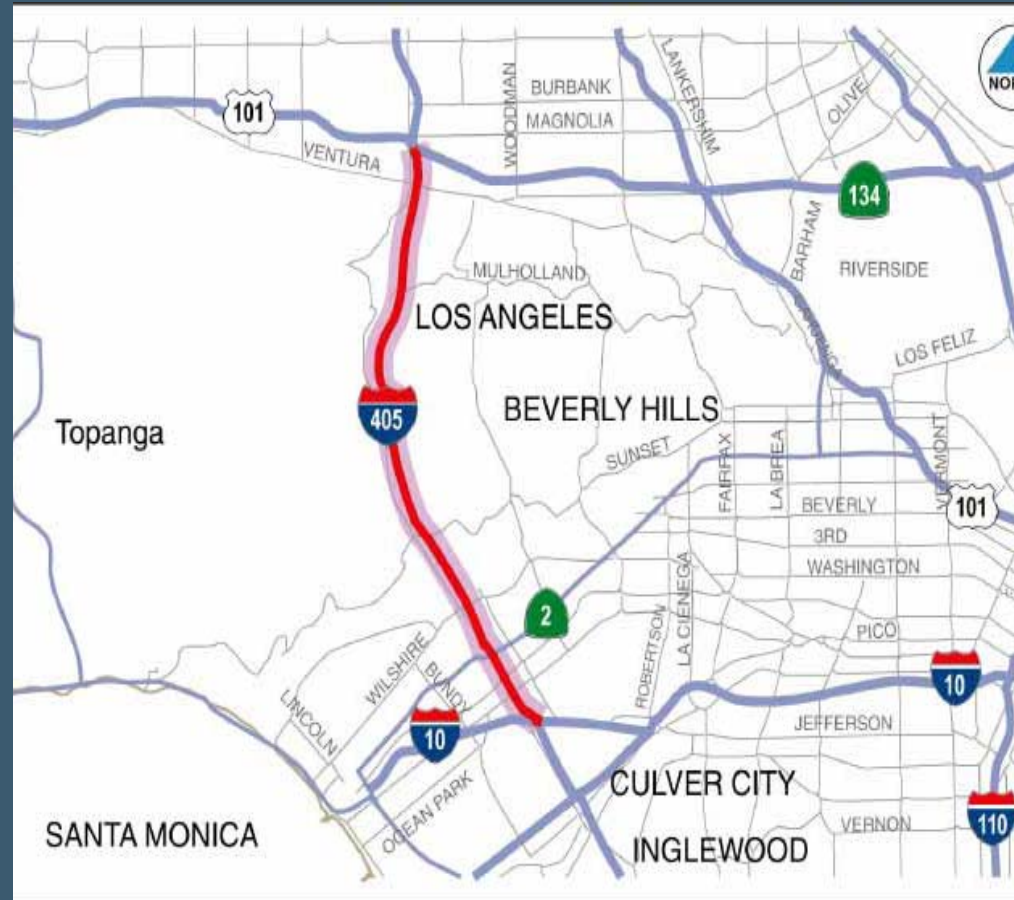 BURBANK
MAGNOLIA
WOODMAN
LANKERSHIM
OLIVE
101
VENTURA
134
BARHAM
RIVERSIDE
MULHOLLAND
LOS ANGELES
CAHUENGA
LOS FELIZ
405
BEVERLY HILLS
Topanga
SUNSET
FAIRFAX
LA BREA
VERMONT
BEVERLY
101
3RD
WASHINGTON
2
LA CIENEGA
ROBERTSON
PICO
WILSHIRE
BUNDY
LINCOLN
10
10
JEFFERSON
OCEAN PARK
CULVER CITY
SANTA MONICA
VERNON
110
INGLEWOOD